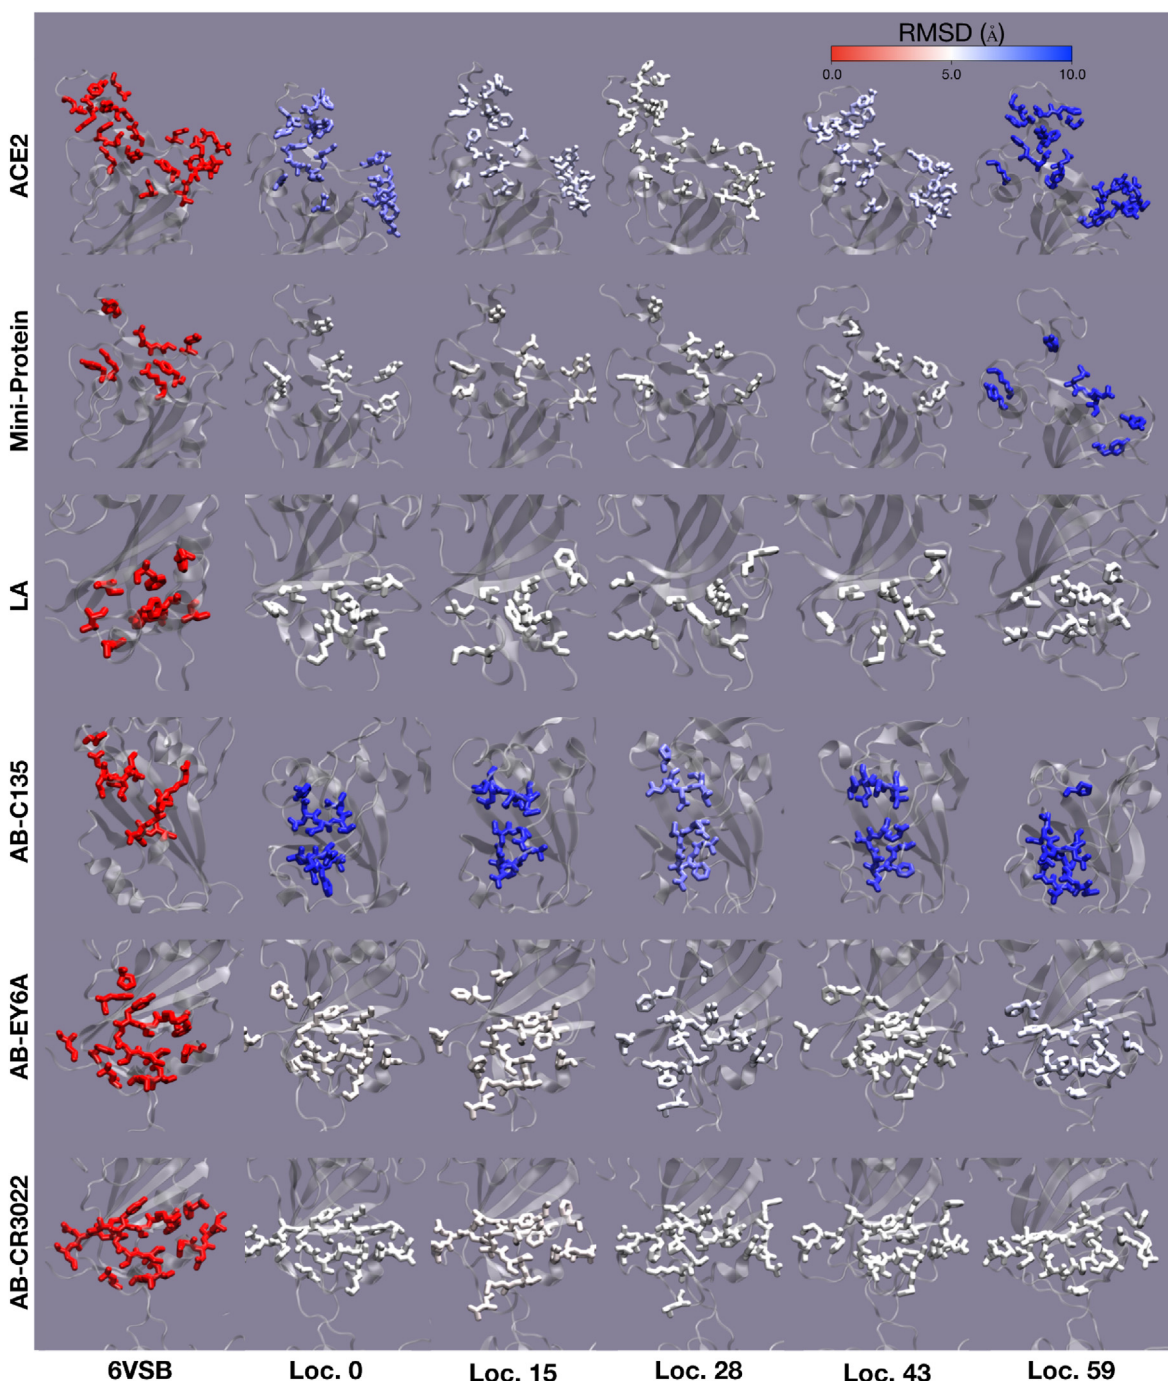 RMSD (Å)
0.0 5.0 10.0
ACE2
Mini-Protein
LA
AB-C135
AB-EY6A
AB-CR3022
6VSB Loc. 0 Loc. 15 Loc. 28 Loc. 43 Loc. 59